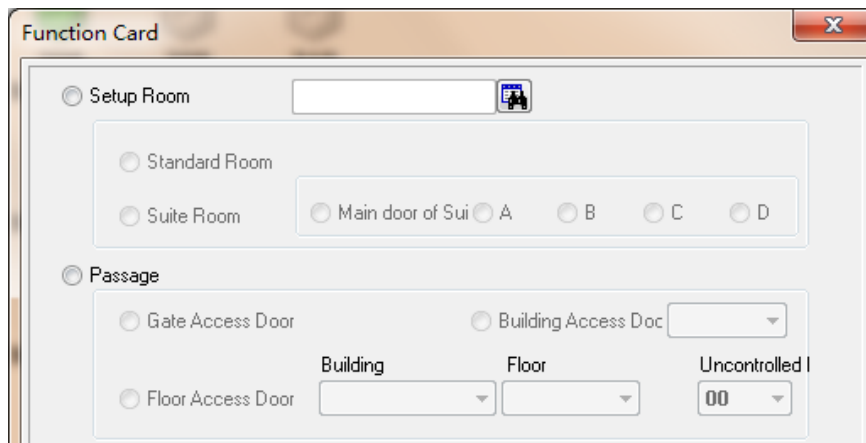 Function Card
Setup Room
Standard Room
Suite Room Main door of Sui A B C D
Passage
Gate Access Door Building Access Doc
Building Floor Uncontrolled I
Floor Access Door 00